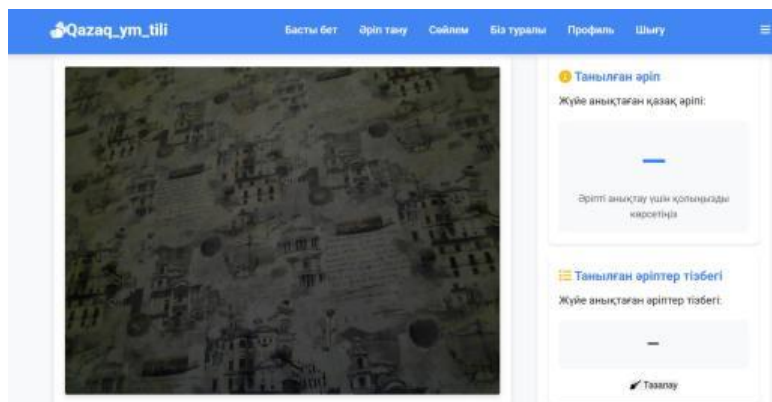 Qazaq_ym_tili
Басты бет Әріп тану Сөйлем Біз туралы Профиль Шығу
Танылған әріп
Жүйе анықтаған қазақ әрпі:
—
Әріпті анықтау үшін қолыңызды
көрсетіңіз
Танылған әріптер тізбегі
Жүйе анықтаған әріптер тізбегі:
–
Тазалау